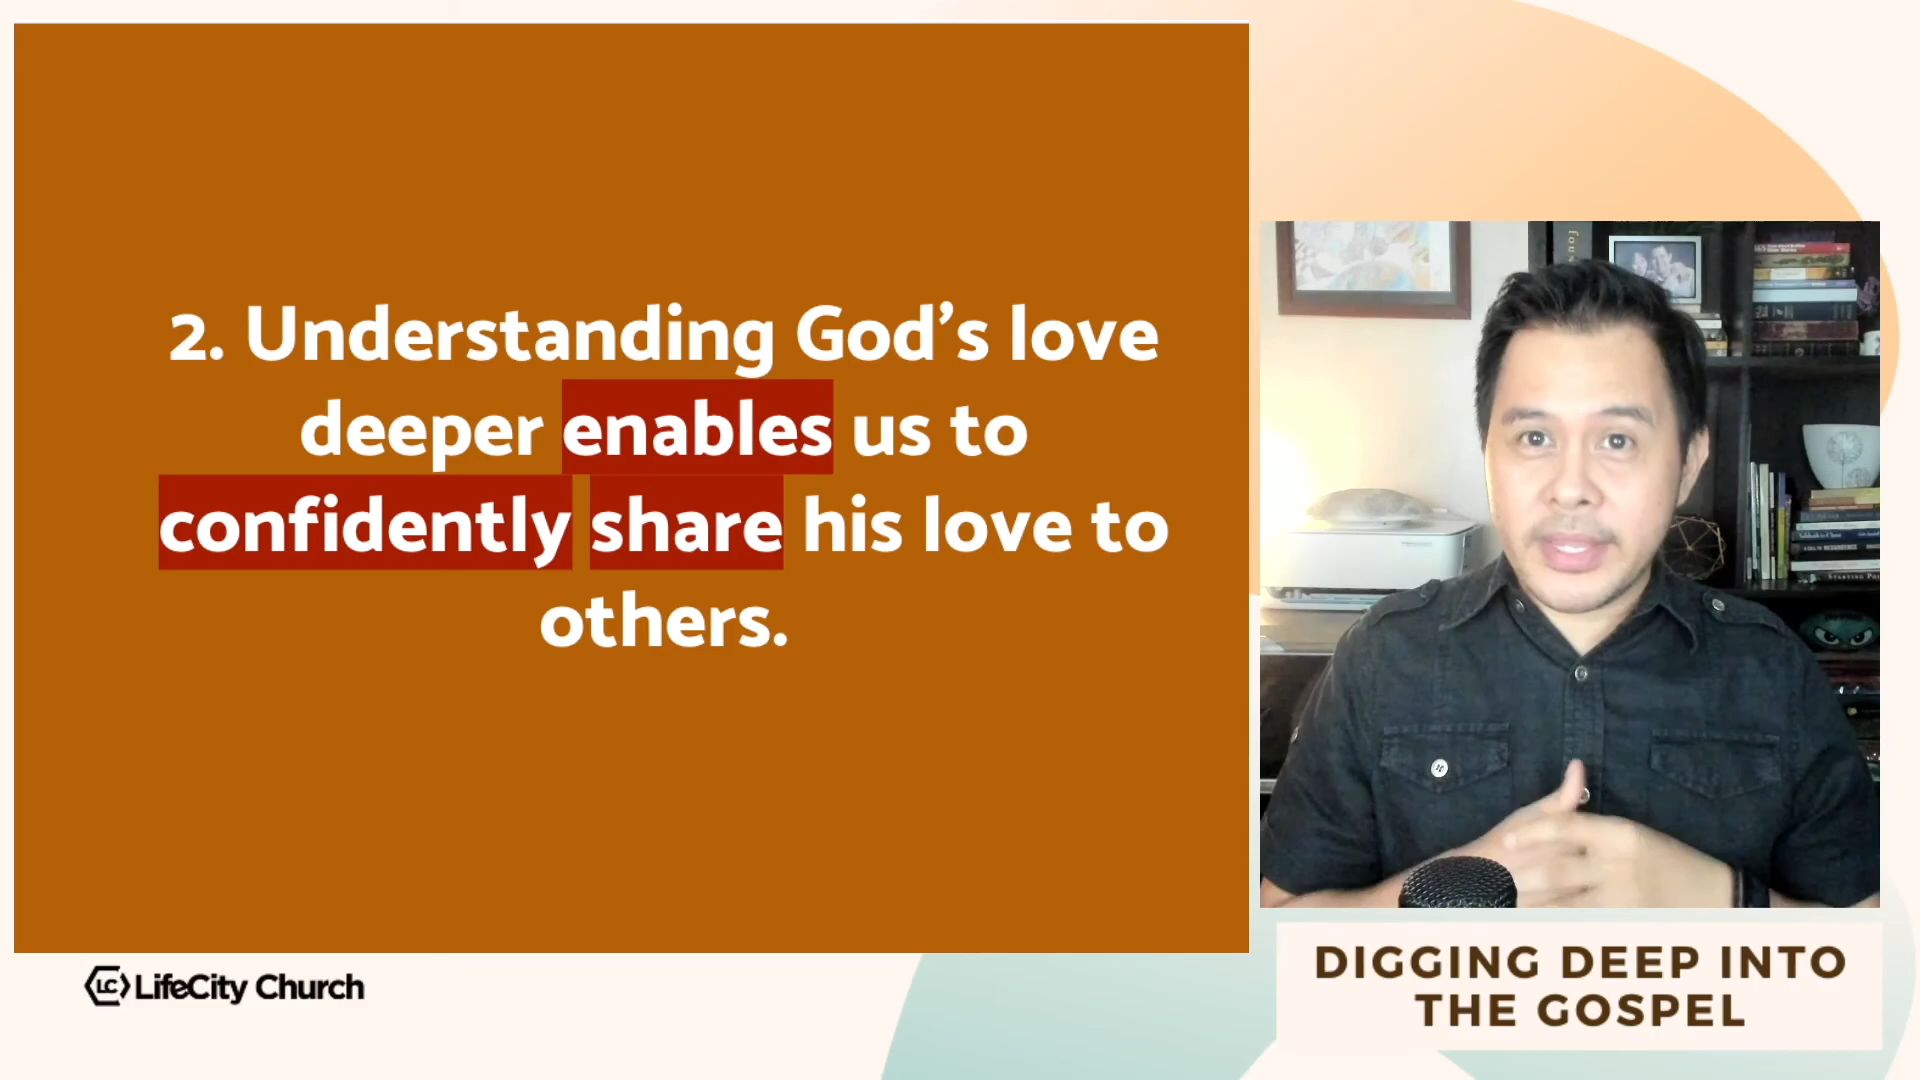 2. Understanding God’s love
deeper enables us to
confidently share his love to
others.
LC LifeCity Church
DIGGING DEEP INTO
THE GOSPEL